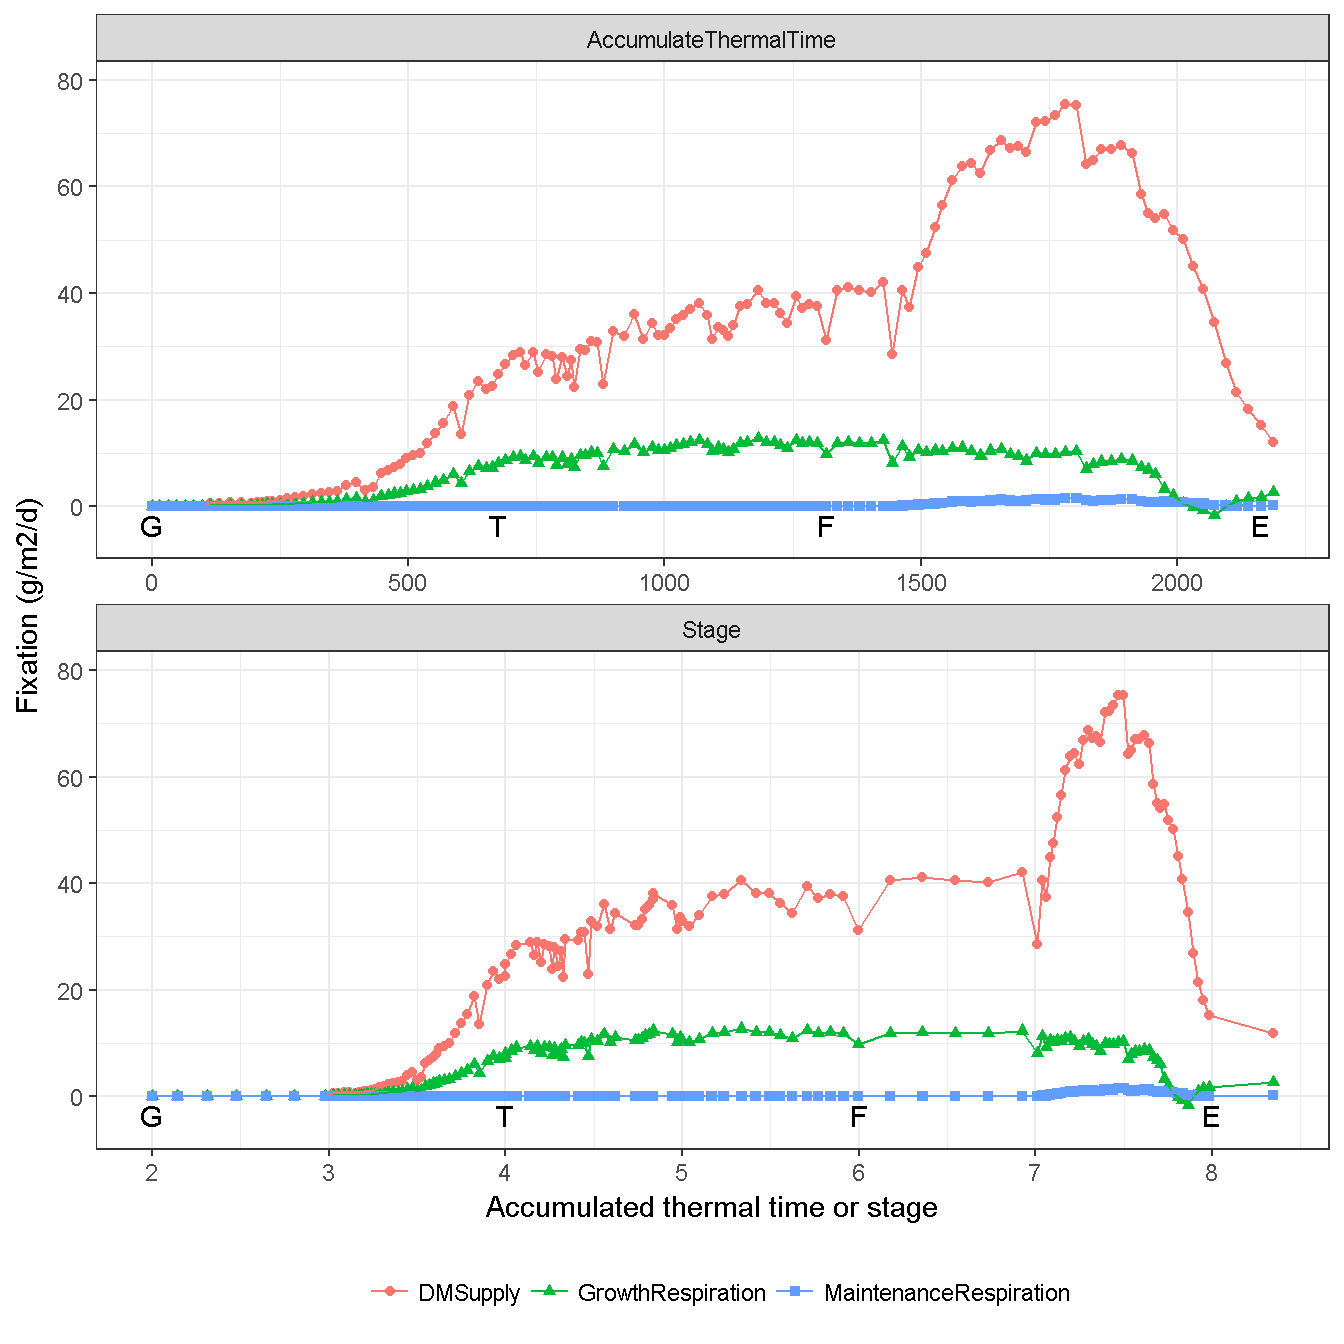 AccumulateThermalTime
80
60
40
20
0
G T F E
0 500 1000 1500 2000
Fixation (g/m2/d)
Stage
80
60
40
20
0
G T F E
2 3 4 5 6 7 8
Accumulated thermal time or stage
DMSupply GrowthRespiration MaintenanceRespiration